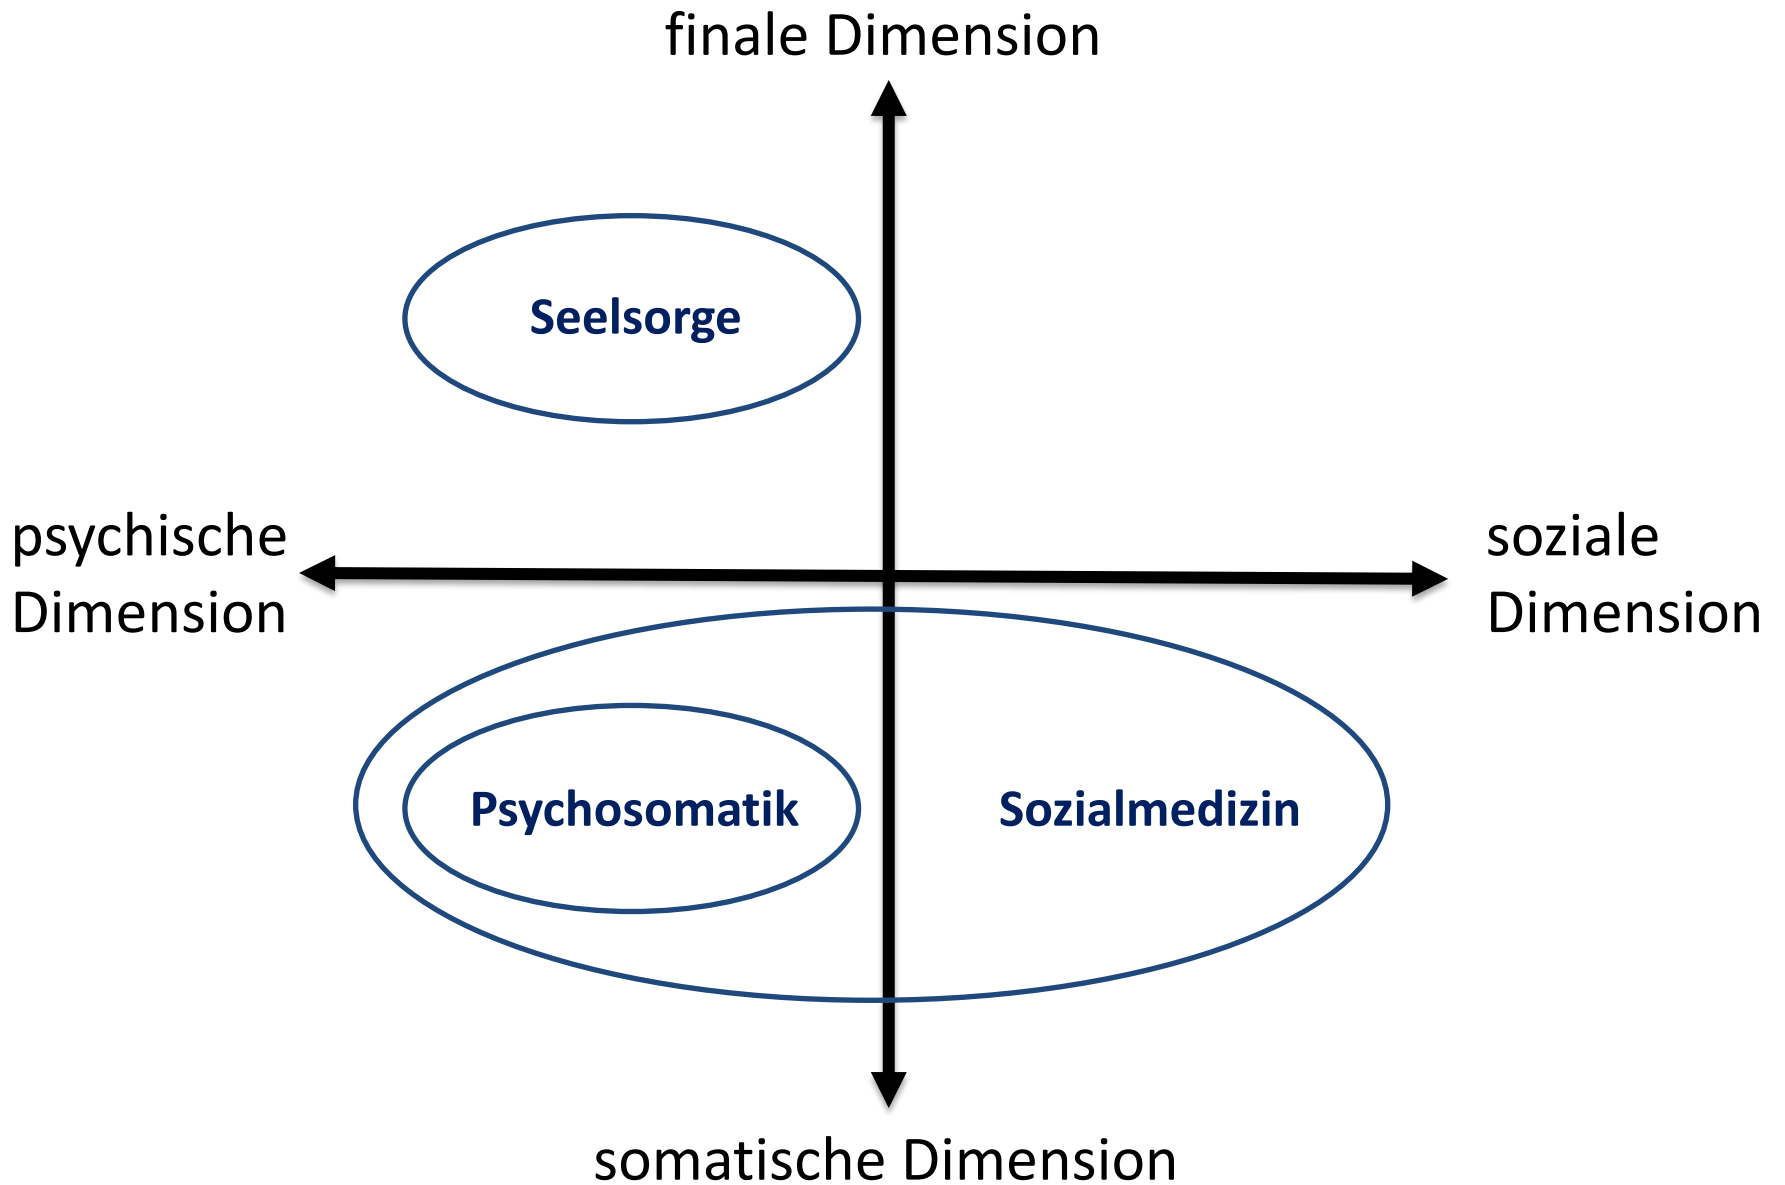 finale Dimension
Seelsorge
psychische
Dimension
soziale
Dimension
Psychosomatik
Sozialmedizin
somatische Dimension